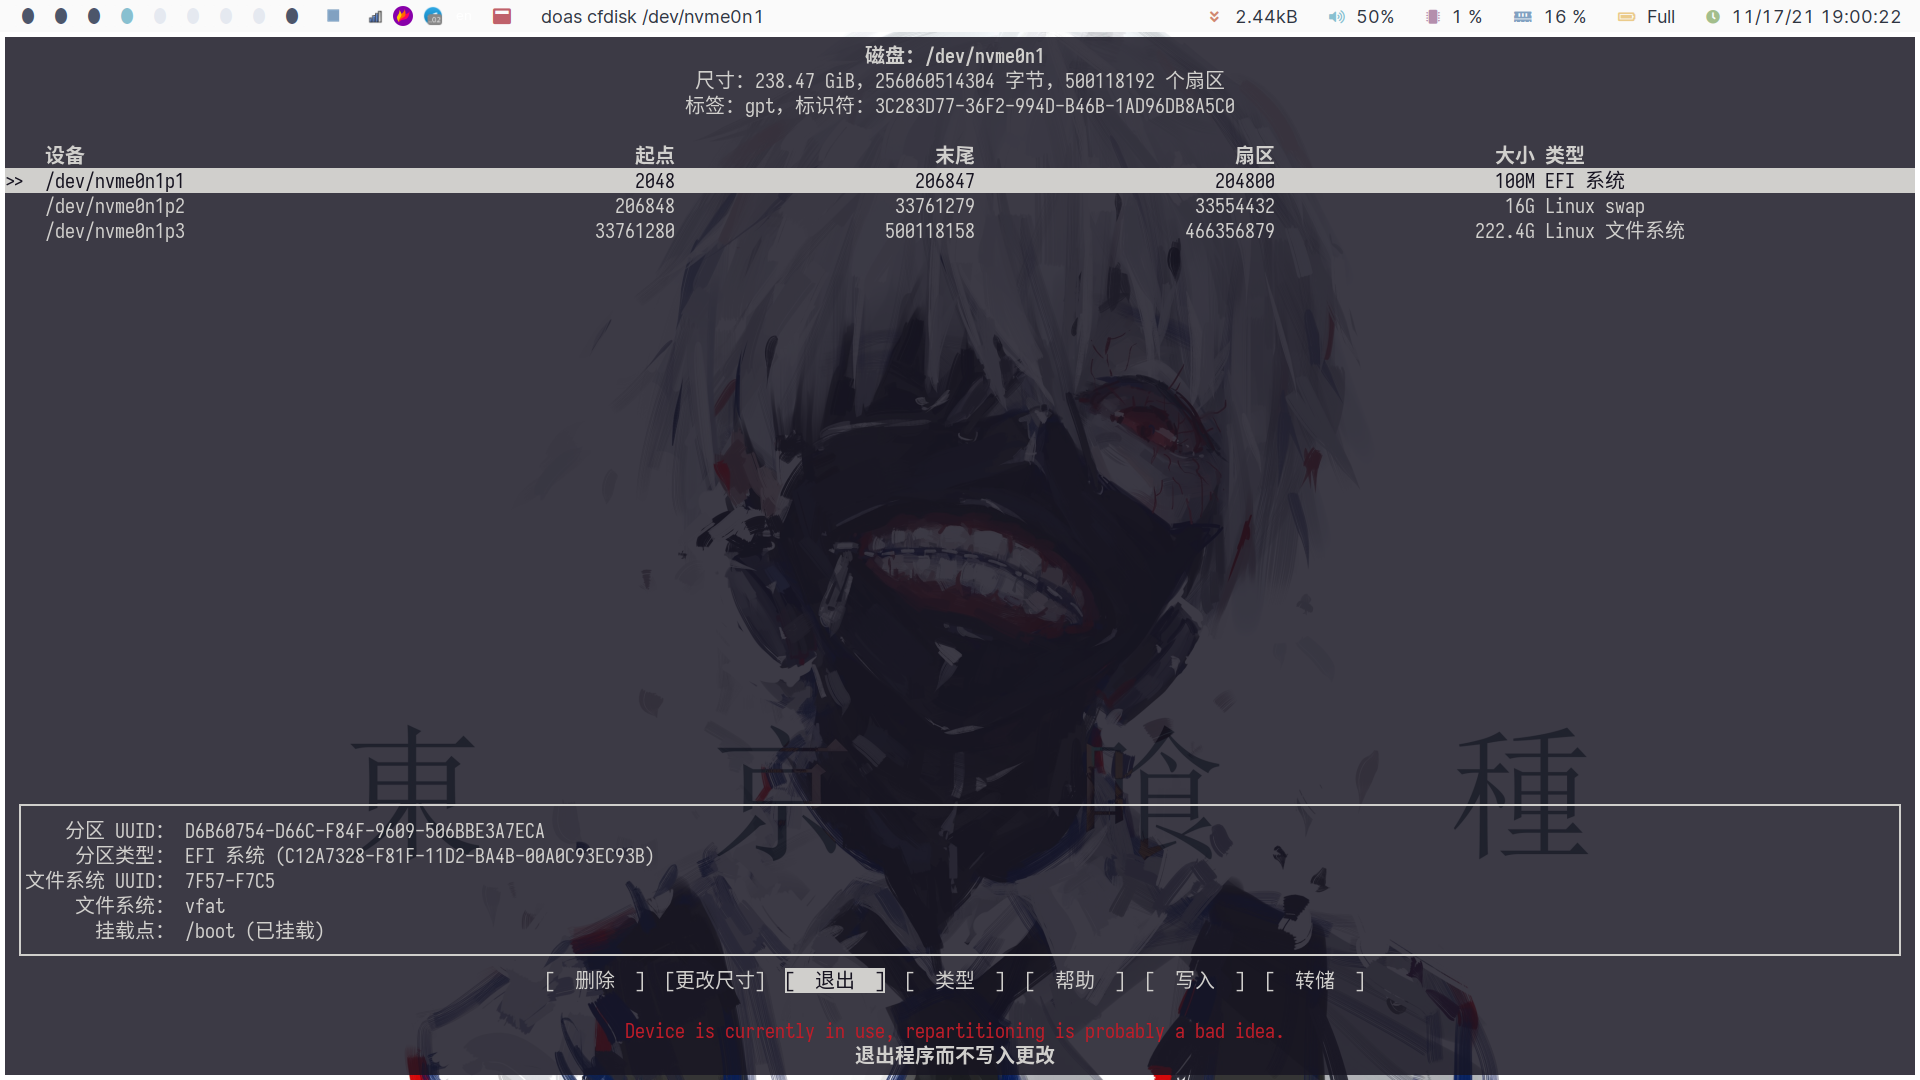 doas cfdisk /dev/nvme0n1 2.44kB 50% 1 % 16 % Full 11/17/21 19:00:22
磁盘：/dev/nvme0n1
尺寸：238.47 GiB，256060514304 字节，500118192 个扇区
标签：gpt，标识符：3C283D77-36F2-994D-B46B-1AD96DB8A5C0
设备 起点 末尾 扇区 大小 类型
>> /dev/nvme0n1p1 2048 206847 204800 100M EFI 系统
/dev/nvme0n1p2 206848 33761279 33554432 16G Linux swap
/dev/nvme0n1p3 33761280 500118158 466356879 222.4G Linux 文件系统
東京喰種
分区 UUID： D6B60754-D66C-F84F-9609-506BBE3A7ECA
分区类型： EFI 系统 (C12A7328-F81F-11D2-BA4B-00A0C93EC93B)
文件系统 UUID： 7F57-F7C5
文件系统： vfat
挂载点： /boot (已挂载)
[ 删除 ] [更改尺寸] [ 退出 ] [ 类型 ] [ 帮助 ] [ 写入 ] [ 转储 ]
Device is currently in use, repartitioning is probably a bad idea.
退出程序而不写入更改